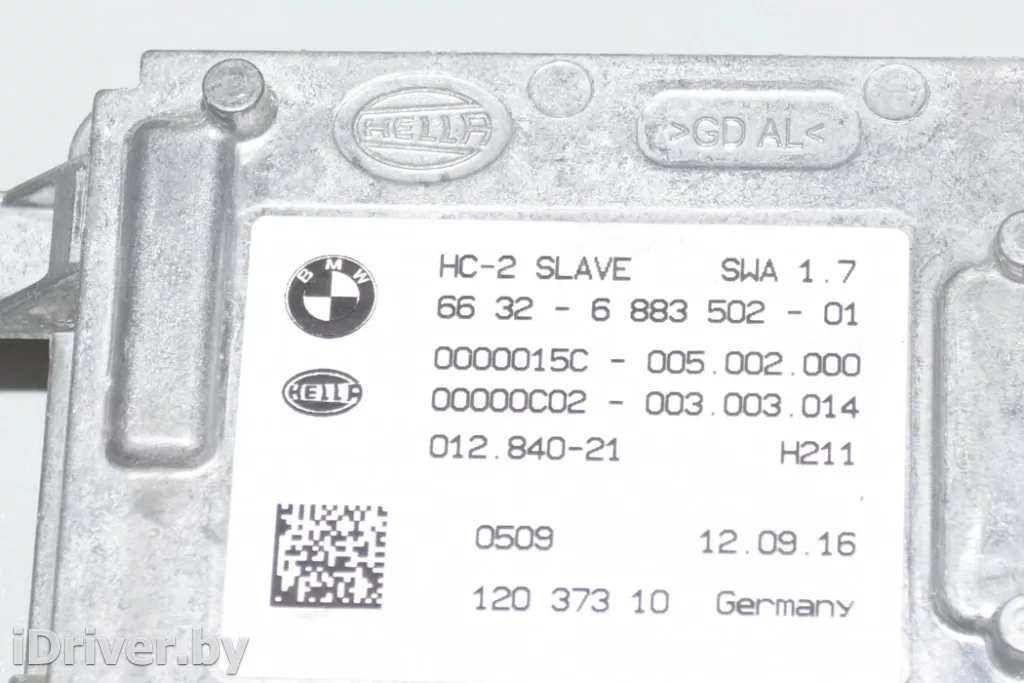 HELLA
>GD AL<
BMW
HC-2 SLAVE SWA 1.7
66 32 - 6 883 502 - 01
0000015C - 005.002.000
HELLA
00000C02 - 003.003.014
012.840-21 H211
0509 12.09.16
120 373 10 Germany
iDriver.by